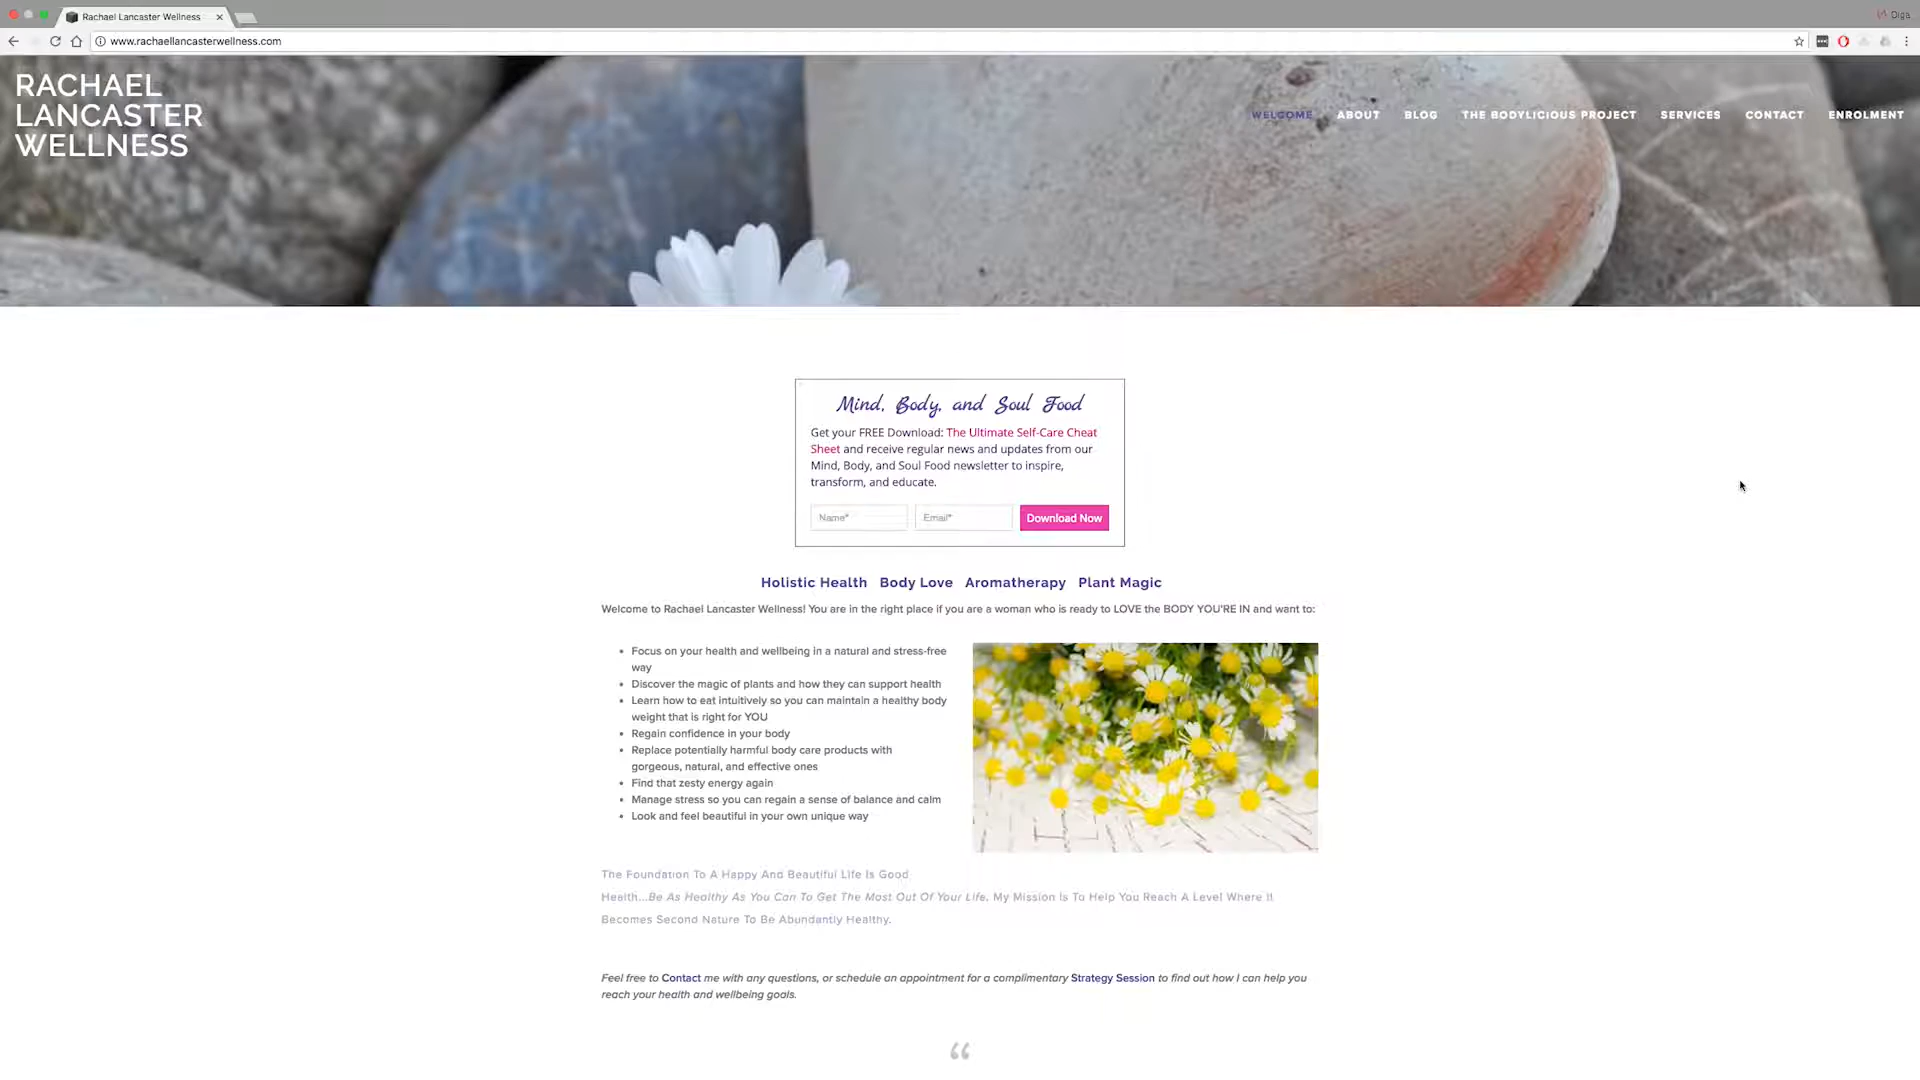 Rachael Lancaster Wellness
Diga
www.rachaellancasterwellness.com
RACHAEL
LANCASTER
WELLNESS
WELCOME ABOUT BLOG THE BODYLICIOUS PROJECT SERVICES CONTACT ENROLMENT
Mind, Body, and Soul Food
Get your FREE Download: The Ultimate Self-Care Cheat
Sheet and receive regular news and updates from our
Mind, Body, and Soul Food newsletter to inspire,
transform, and educate.
Name* Email* Download Now
Holistic Health Body Love Aromatherapy Plant Magic
Welcome to Rachael Lancaster Wellness! You are in the right place if you are a woman who is ready to LOVE the BODY YOU'RE IN and want to:
• Focus on your health and wellbeing in a natural and stress-free
way
• Discover the magic of plants and how they can support health
• Learn how to eat intuitively so you can maintain a healthy body
weight that is right for YOU
• Regain confidence in your body
• Replace potentially harmful body care products with
gorgeous, natural, and effective ones
• Find that zesty energy again
• Manage stress so you can regain a sense of balance and calm
• Look and feel beautiful in your own unique way
The Foundation To A Happy And Beautiful Life Is Good
Health...Be As Healthy As You Can To Get The Most Out Of Your Life. My Mission Is To Help You Reach A Level Where It
Becomes Second Nature To Be Abundantly Healthy.
Feel free to Contact me with any questions, or schedule an appointment for a complimentary Strategy Session to find out how I can help you
reach your health and wellbeing goals.
“